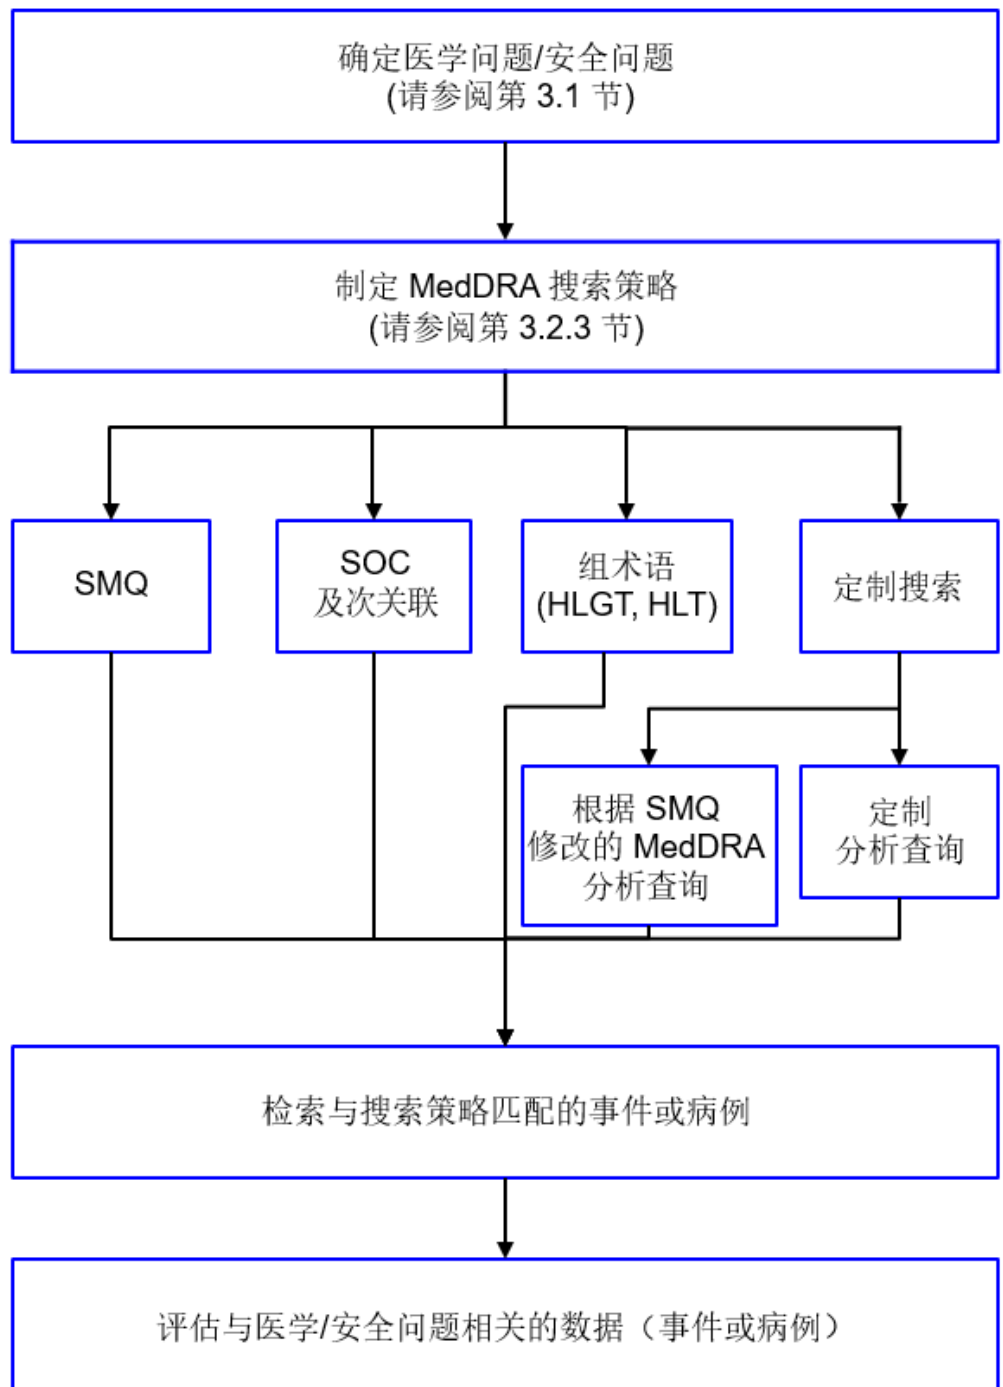 确定医学问题/安全问题
(请参阅第 3.1 节)
制定 MedDRA 搜索策略
(请参阅第 3.2.3 节)
SMQ
SOC
及次关联
组术语
(HLGT, HLT)
定制搜索
根据 SMQ
修改的 MedDRA
分析查询
定制
分析查询
检索与搜索策略匹配的事件或病例
评估与医学/安全问题相关的数据（事件或病例）